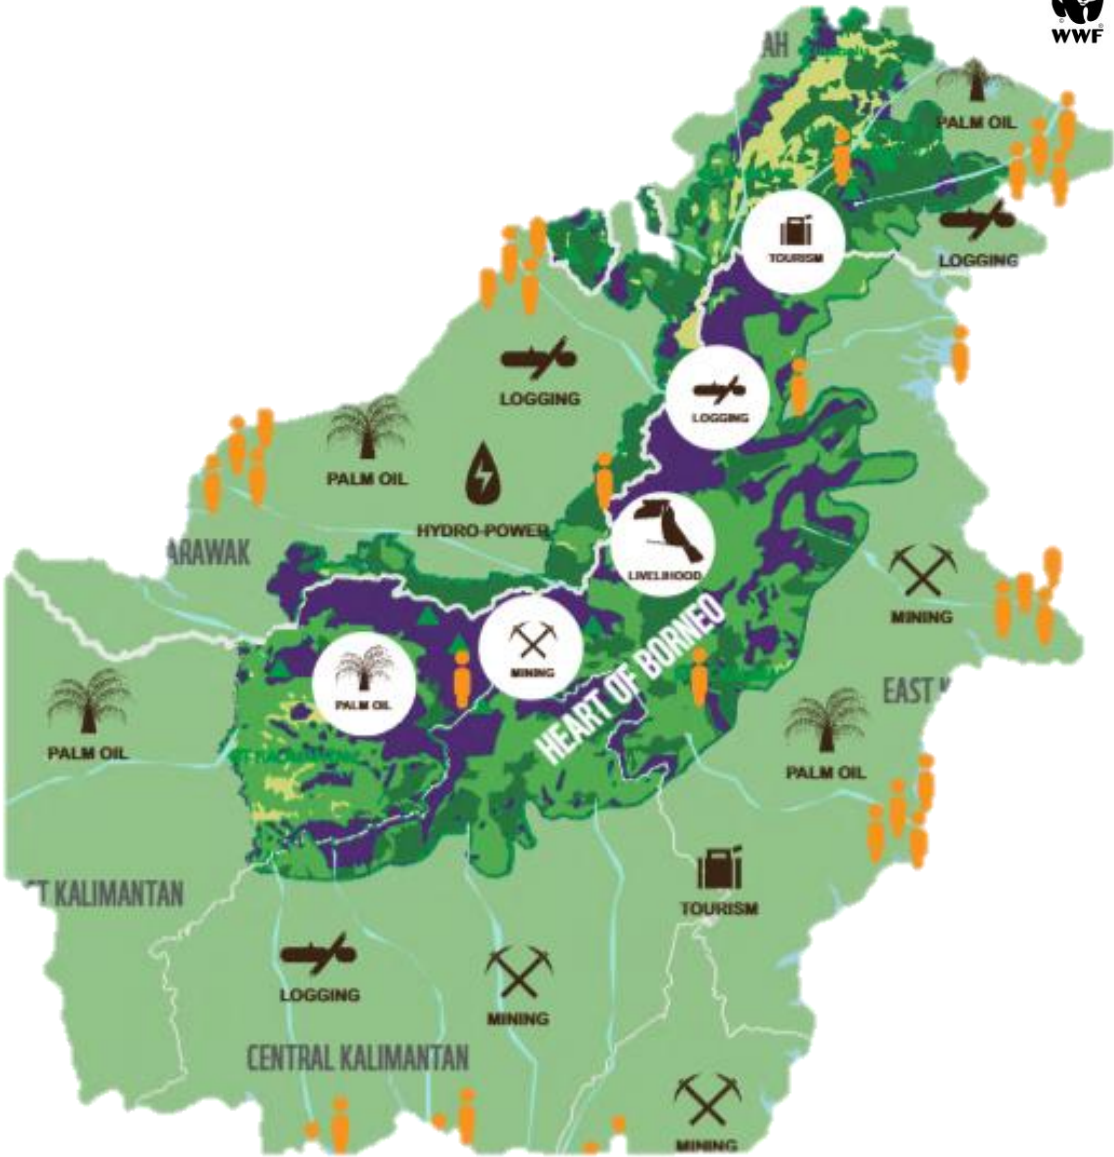 WWF
AH
PALM OIL
TOURISM
LOGGING
LOGGING
LOGGING
PALM OIL
HYDRO-POWER
ARAWAK
LIVELIHOOD
MINING
MINING
HEART OF BORNEO
PALM OIL
EAST
PALM OIL
PALM OIL
T KALIMANTAN
TOURISM
LOGGING
MINING
CENTRAL KALIMANTAN
MINING